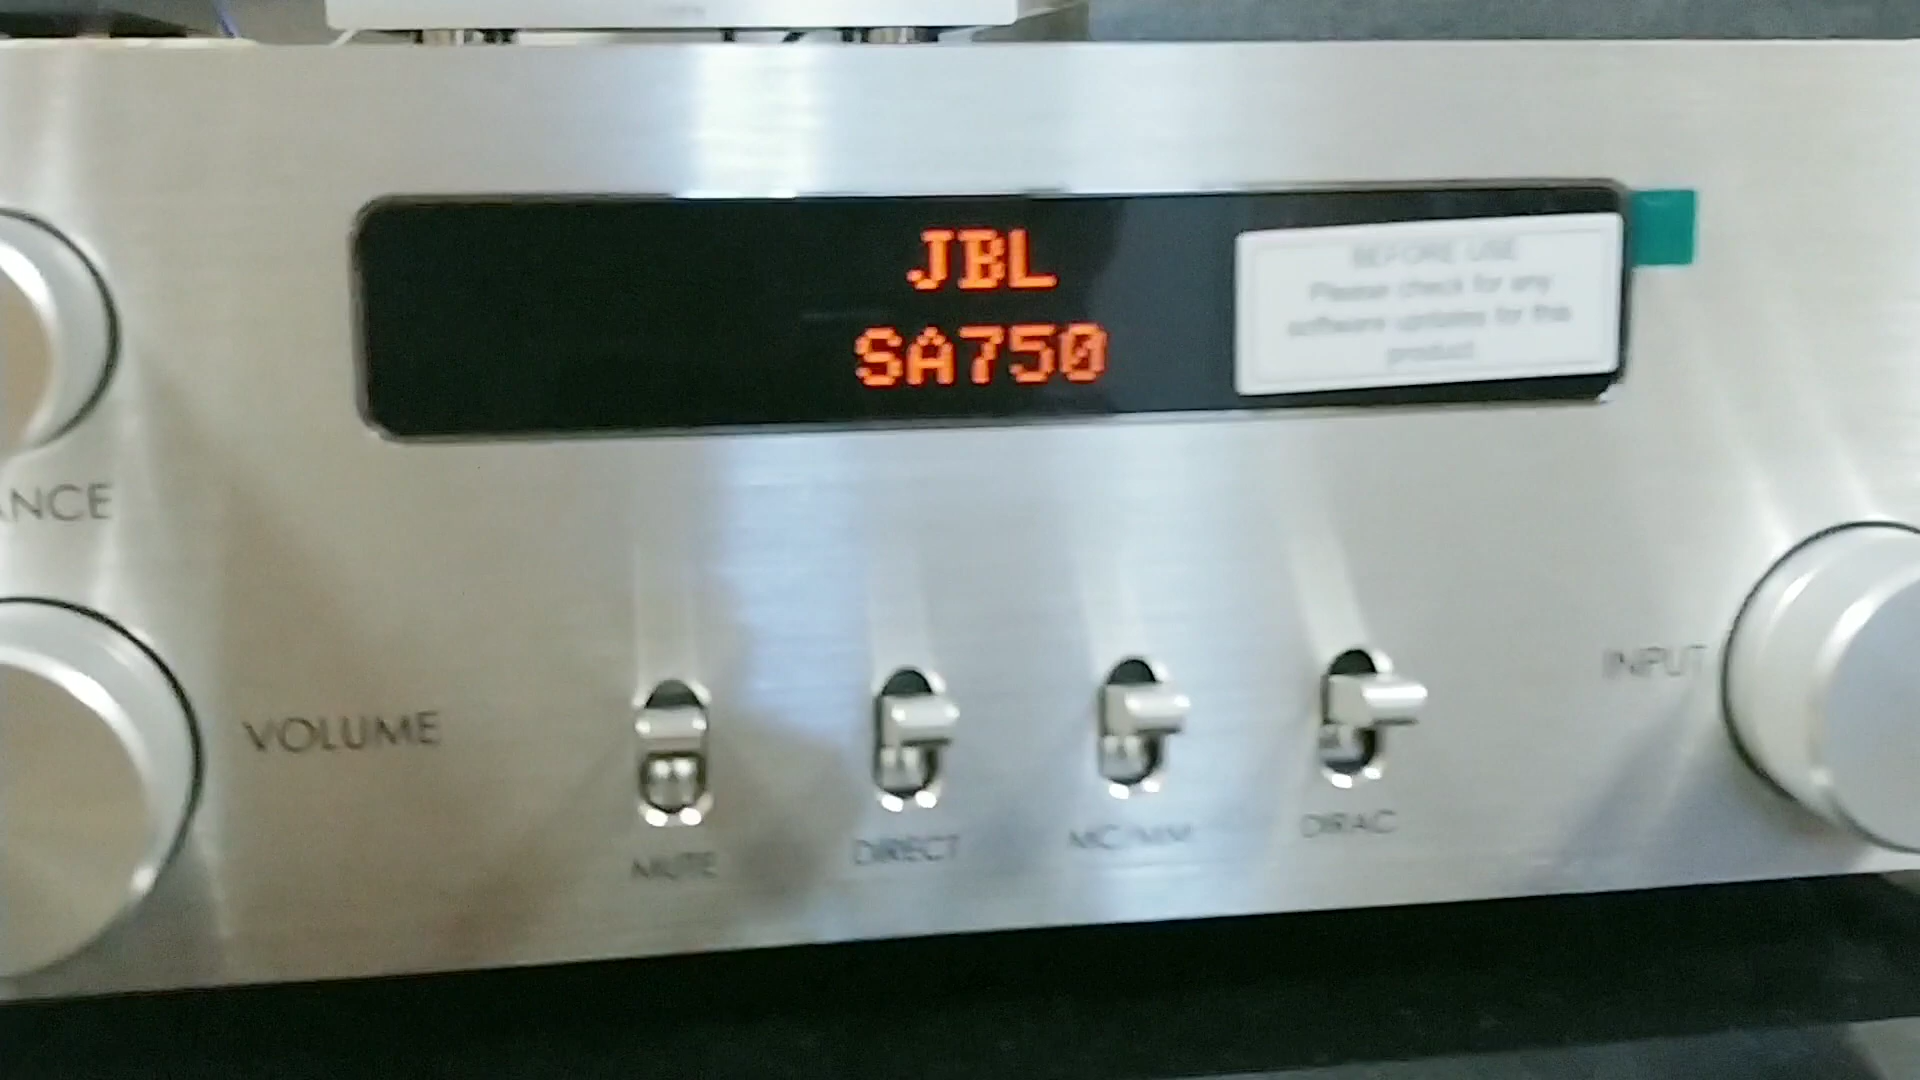 JBL
SA750
BEFORE USE
Please check for any
software updates for this
product
ANCE
VOLUME
INPUT
MUTE
DIRECT
MC/MM
DIRAC